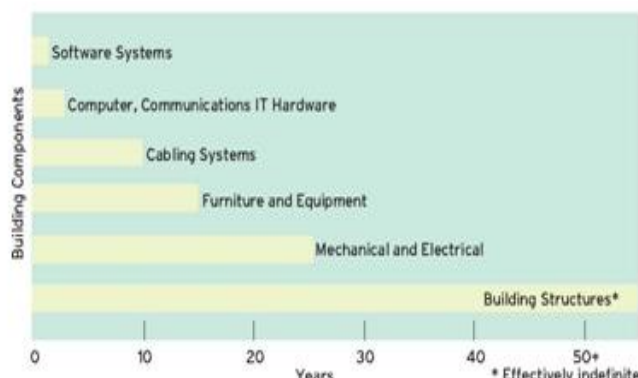 Software Systems
Computer, Communications IT Hardware
Cabling Systems
Furniture and Equipment
Mechanical and Electrical
Building Structures*
Building Components
0 10 20 30 40 50+
Years
* Effectively indefinite